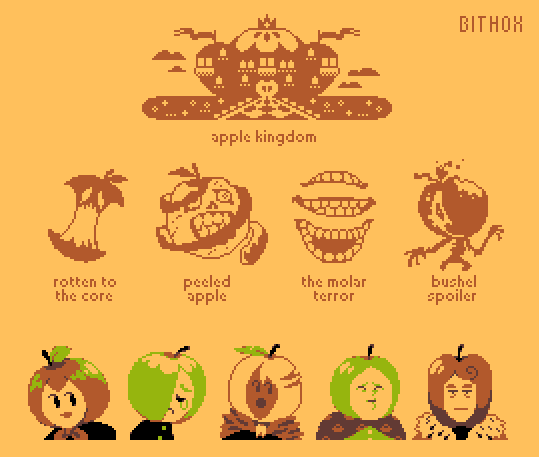 BITHOX
apple kingdom
rotten to
the core
peeled
apple
the molar
terror
bushel
spoiler